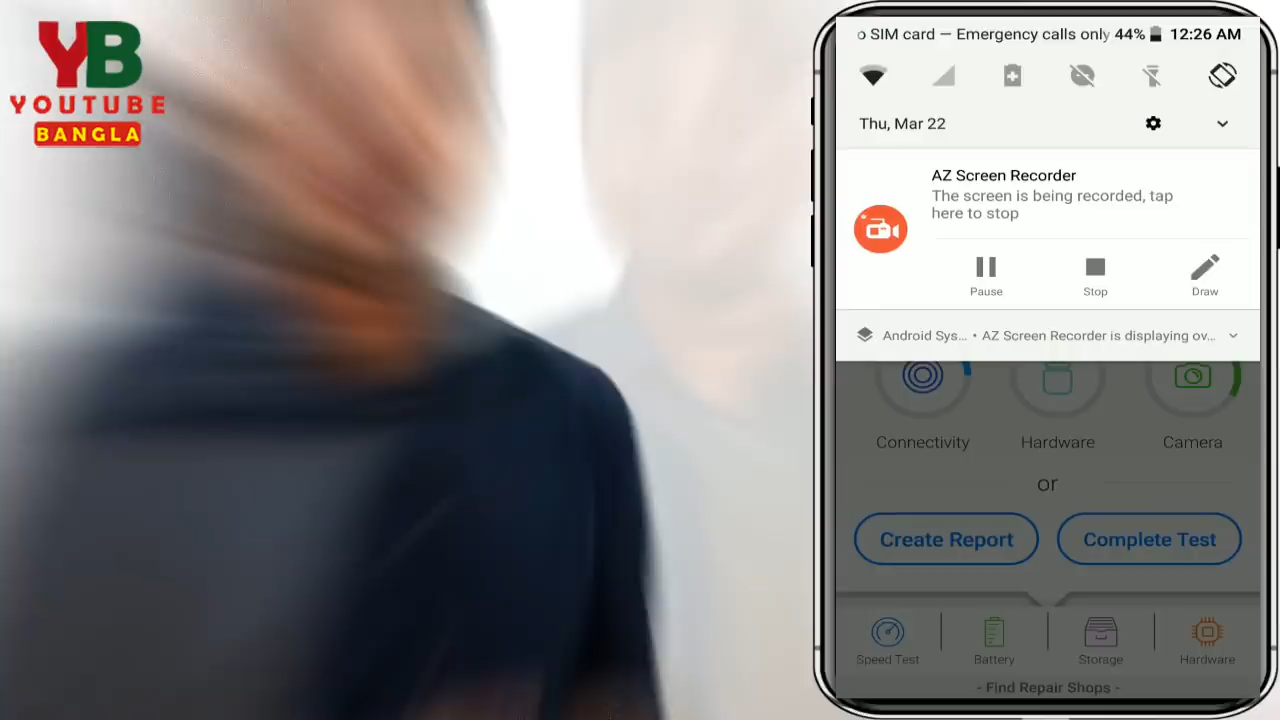 YB
YOUTUBE
BANGLA
o SIM card — Emergency calls only 44% 12:26 AM
Thu, Mar 22
AZ Screen Recorder
The screen is being recorded, tap
here to stop
Pause Stop Draw
Android Sys... • AZ Screen Recorder is displaying ov...
Connectivity Hardware Camera
or
Create Report Complete Test
Speed Test Battery Storage Hardware
- Find Repair Shops -